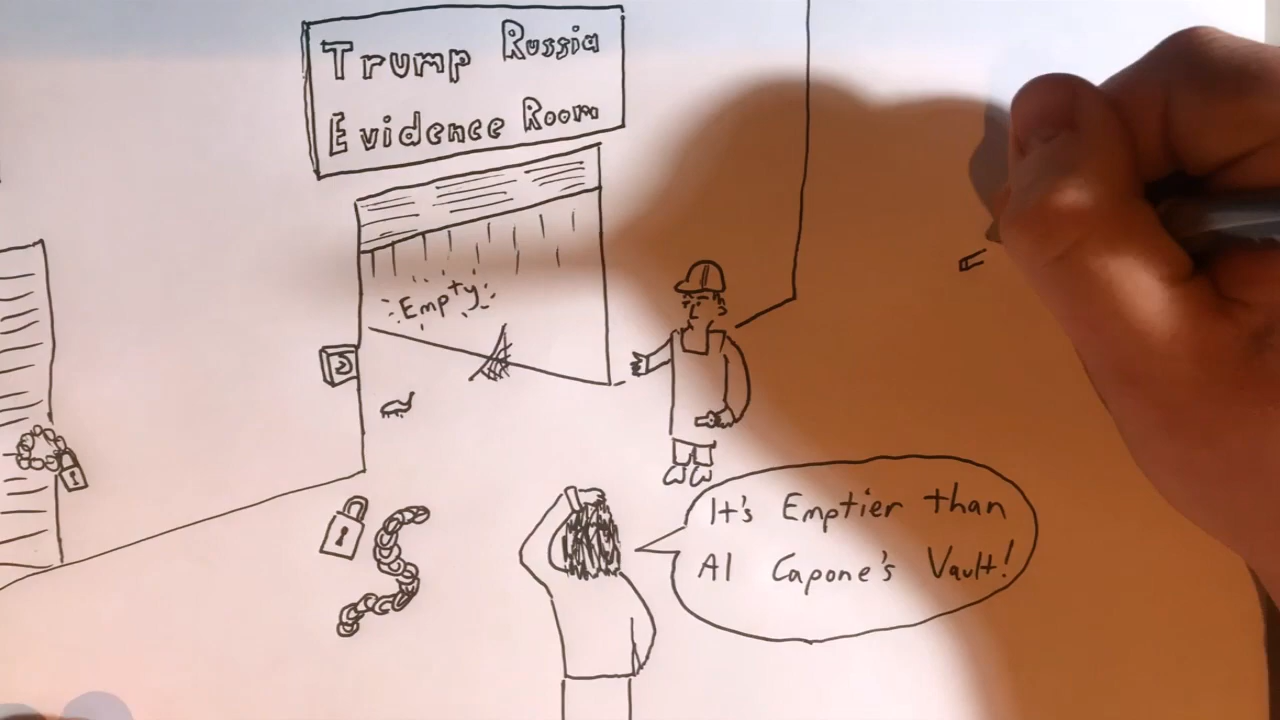 Trump Russia
Evidence Room
Empty
It's Emptier than
Al Capone's Vault!